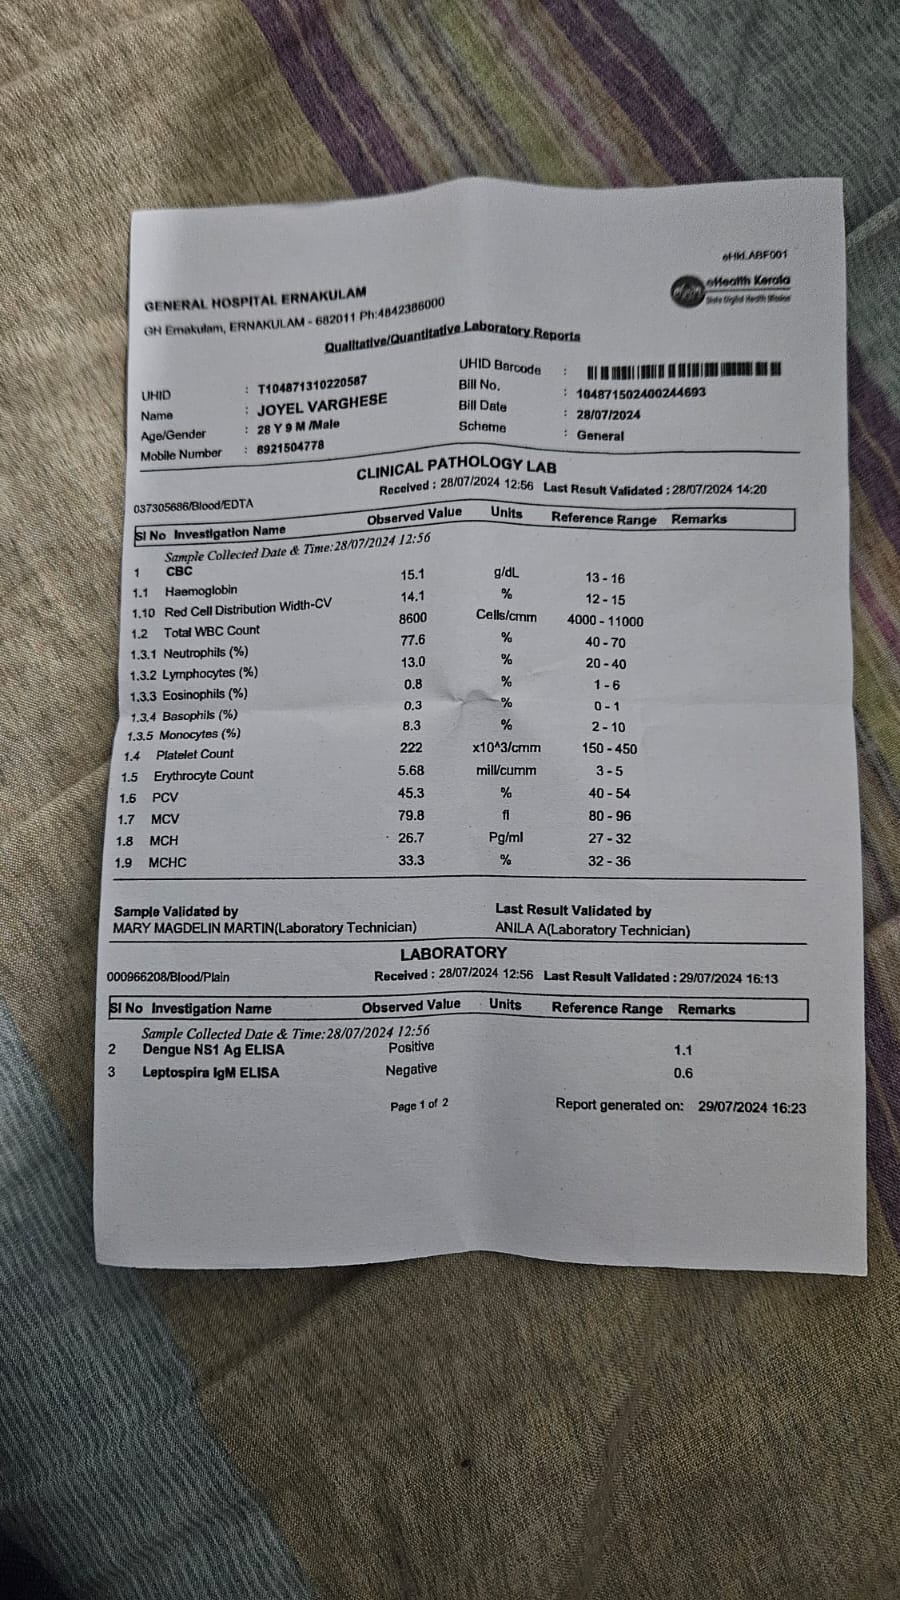 eHkLABF001
eHealth Kerala
State Digital Health Mission
GENERAL HOSPITAL ERNAKULAM
GH Ernakulam, ERNAKULAM - 682011 Ph:4842386000
Qualitative/Quantitative Laboratory Reports
UHID : T104871310220587 UHID Barcode :
Name : JOYEL VARGHESE Bill No. : 104871502400244693
Age/Gender : 28 Y 9 M /Male Bill Date : 28/07/2024
Mobile Number : 8921504778 Scheme : General
CLINICAL PATHOLOGY LAB
037305686/Blood/EDTA Received : 28/07/2024 12:56 Last Result Validated : 28/07/2024 14:20
Sl No Investigation Name Observed Value Units Reference Range Remarks
Sample Collected Date & Time:28/07/2024 12:56
1 CBC
1.1 Haemoglobin 15.1 g/dL 13 - 16
1.10 Red Cell Distribution Width-CV 14.1 % 12 - 15
1.2 Total WBC Count 8600 Cells/cmm 4000 - 11000
1.3.1 Neutrophils (%) 77.6 % 40 - 70
1.3.2 Lymphocytes (%) 13.0 % 20 - 40
1.3.3 Eosinophils (%) 0.8 % 1 - 6
1.3.4 Basophils (%) 0.3 % 0 - 1
1.3.5 Monocytes (%) 8.3 % 2 - 10
1.4 Platelet Count 222 x10^3/cmm 150 - 450
1.5 Erythrocyte Count 5.68 mill/cumm 3 - 5
1.6 PCV 45.3 % 40 - 54
1.7 MCV 79.8 fl 80 - 96
1.8 MCH 26.7 Pg/ml 27 - 32
1.9 MCHC 33.3 % 32 - 36
Sample Validated by Last Result Validated by
MARY MAGDELIN MARTIN(Laboratory Technician) ANILA A(Laboratory Technician)
LABORATORY
000966208/Blood/Plain Received : 28/07/2024 12:56 Last Result Validated : 29/07/2024 16:13
Sl No Investigation Name Observed Value Units Reference Range Remarks
Sample Collected Date & Time:28/07/2024 12:56
2 Dengue NS1 Ag ELISA Positive 1.1
3 Leptospira IgM ELISA Negative 0.6
Page 1 of 2 Report generated on: 29/07/2024 16:23